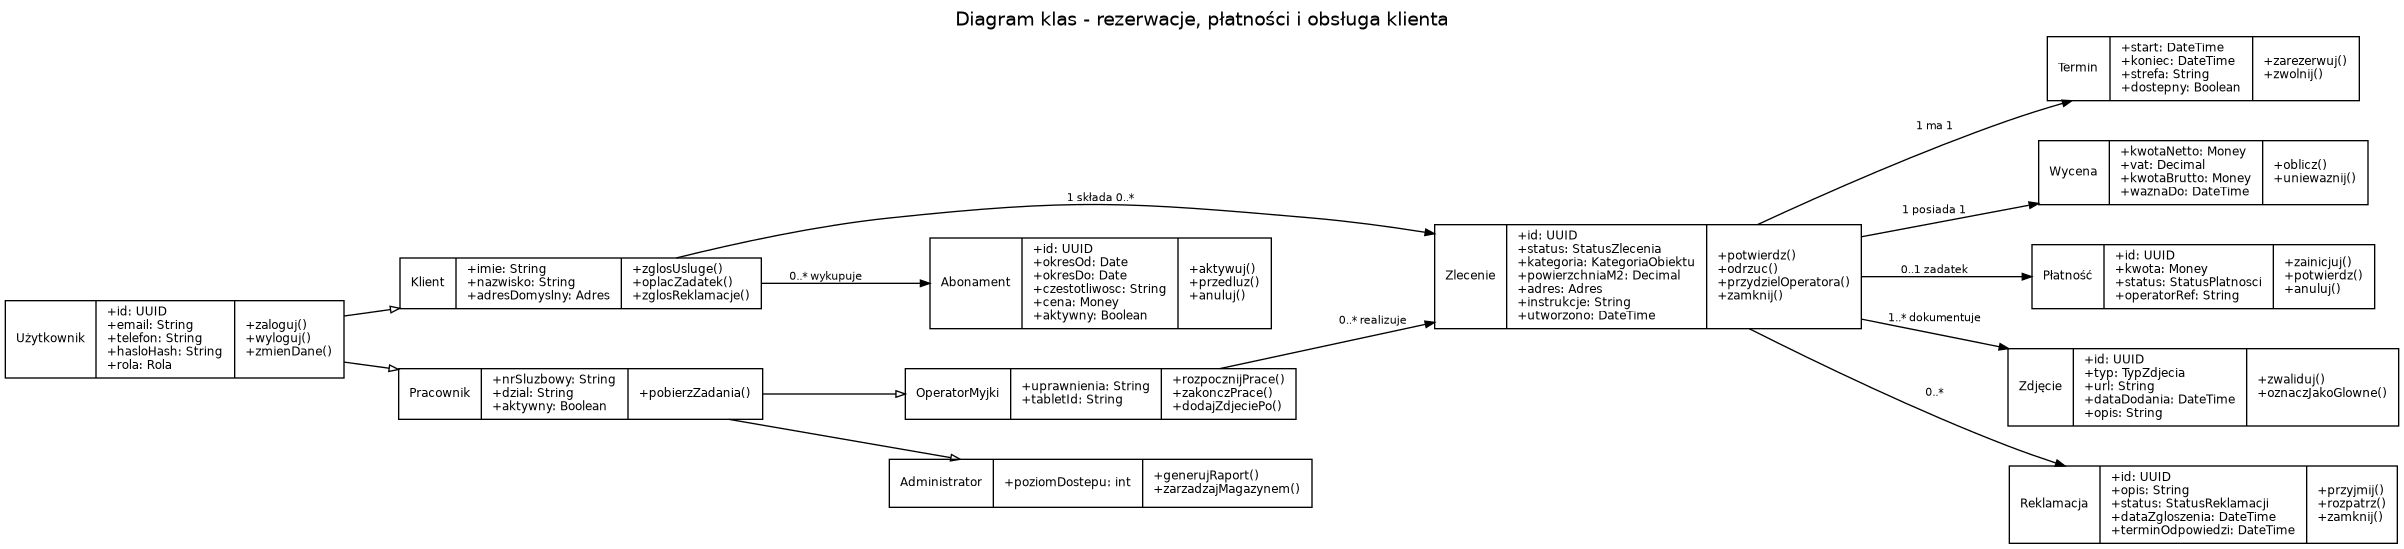 Diagram klas - rezerwacje, płatności i obsługa klienta
Użytkownik
+id: UUID
+email: String
+telefon: String
+hasloHash: String
+rola: Rola
+zaloguj()
+wyloguj()
+zmienDane()
Klient
+imie: String
+nazwisko: String
+adresDomyslny: Adres
+zglosUsluge()
+oplacZadatek()
+zglosReklamacje()
Pracownik
+nrSluzbowy: String
+dzial: String
+aktywny: Boolean
+pobierzZadania()
1 składa 0..*
0..* wykupuje
Abonament
+id: UUID
+okresOd: Date
+okresDo: Date
+czestotliwosc: String
+cena: Money
+aktywny: Boolean
+aktywuj()
+przedluz()
+anuluj()
OperatorMyjki
+uprawnienia: String
+tabletId: String
+rozpocznijPrace()
+zakonczPrace()
+dodajZdjeciePo()
Administrator
+poziomDostepu: int
+generujRaport()
+zarzadzajMagazynem()
0..* realizuje
Zlecenie
+id: UUID
+status: StatusZlecenia
+kategoria: KategoriaObiektu
+powierzchniaM2: Decimal
+adres: Adres
+instrukcje: String
+utworzono: DateTime
+potwierdz()
+odrzuc()
+przydzielOperatora()
+zamknij()
1 ma 1
1 posiada 1
0..1 zadatek
1..* dokumentuje
0..*
Termin
+start: DateTime
+koniec: DateTime
+strefa: String
+dostepny: Boolean
+zarezerwuj()
+zwolnij()
Wycena
+kwotaNetto: Money
+vat: Decimal
+kwotaBrutto: Money
+waznaDo: DateTime
+oblicz()
+uniewaznij()
Płatność
+id: UUID
+kwota: Money
+status: StatusPlatnosci
+operatorRef: String
+zainicjuj()
+potwierdz()
+anuluj()
Zdjęcie
+id: UUID
+typ: TypZdjecia
+url: String
+dataDodania: DateTime
+opis: String
+zwaliduj()
+oznaczJakoGlowne()
Reklamacja
+id: UUID
+opis: String
+status: StatusReklamacji
+dataZgloszenia: DateTime
+terminOdpowiedzi: DateTime
+przyjmij()
+rozpatrz()
+zamknij()